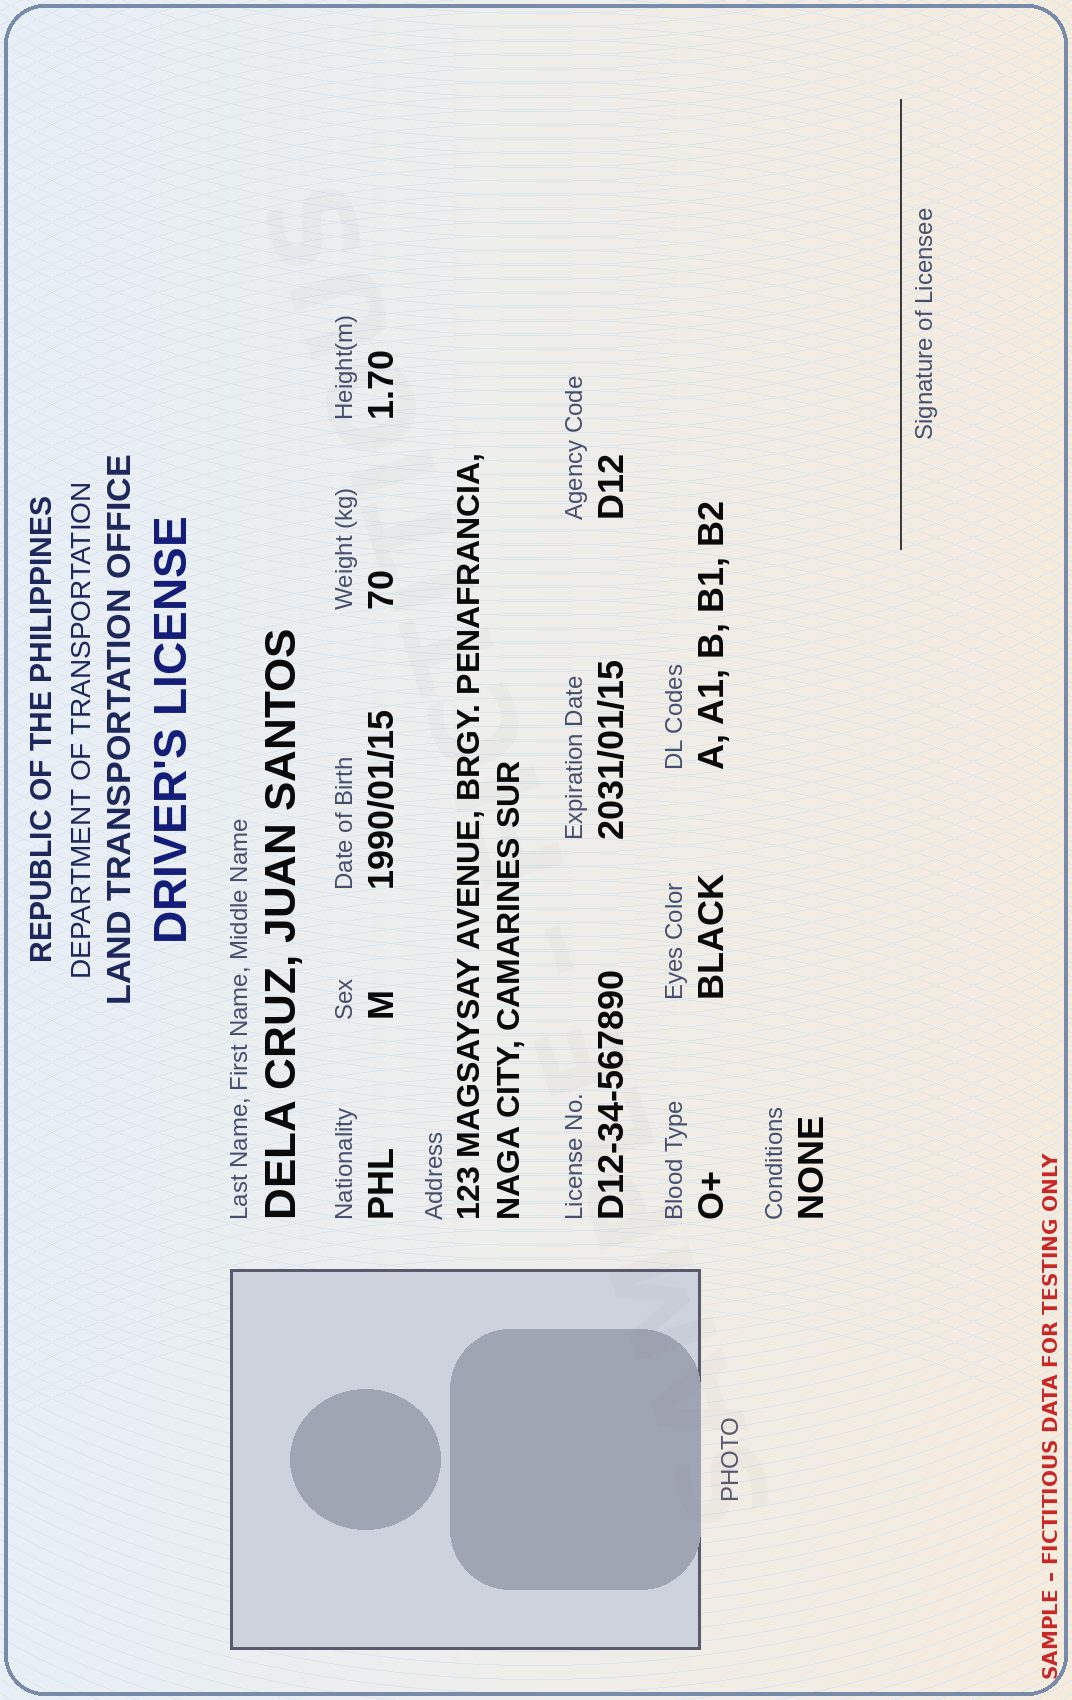 REPUBLIC OF THE PHILIPPINES
DEPARTMENT OF TRANSPORTATION
LAND TRANSPORTATION OFFICE
DRIVER'S LICENSE
Last Name, First Name, Middle Name
DELA CRUZ, JUAN SANTOS
Nationality Sex Date of Birth Weight (kg) Height(m)
PHL M 1990/01/15 70 1.70
Address
123 MAGSAYSAY AVENUE, BRGY. PENAFRANCIA,
NAGA CITY, CAMARINES SUR
License No. Expiration Date Agency Code
D12-34-567890 2031/01/15 D12
Blood Type Eyes Color DL Codes
O+ BLACK A, A1, B, B1, B2
Conditions
NONE
PHOTO
Signature of Licensee
SAMPLE – FICTITIOUS DATA FOR TESTING ONLY
SAMPLE - FICTITIOUS